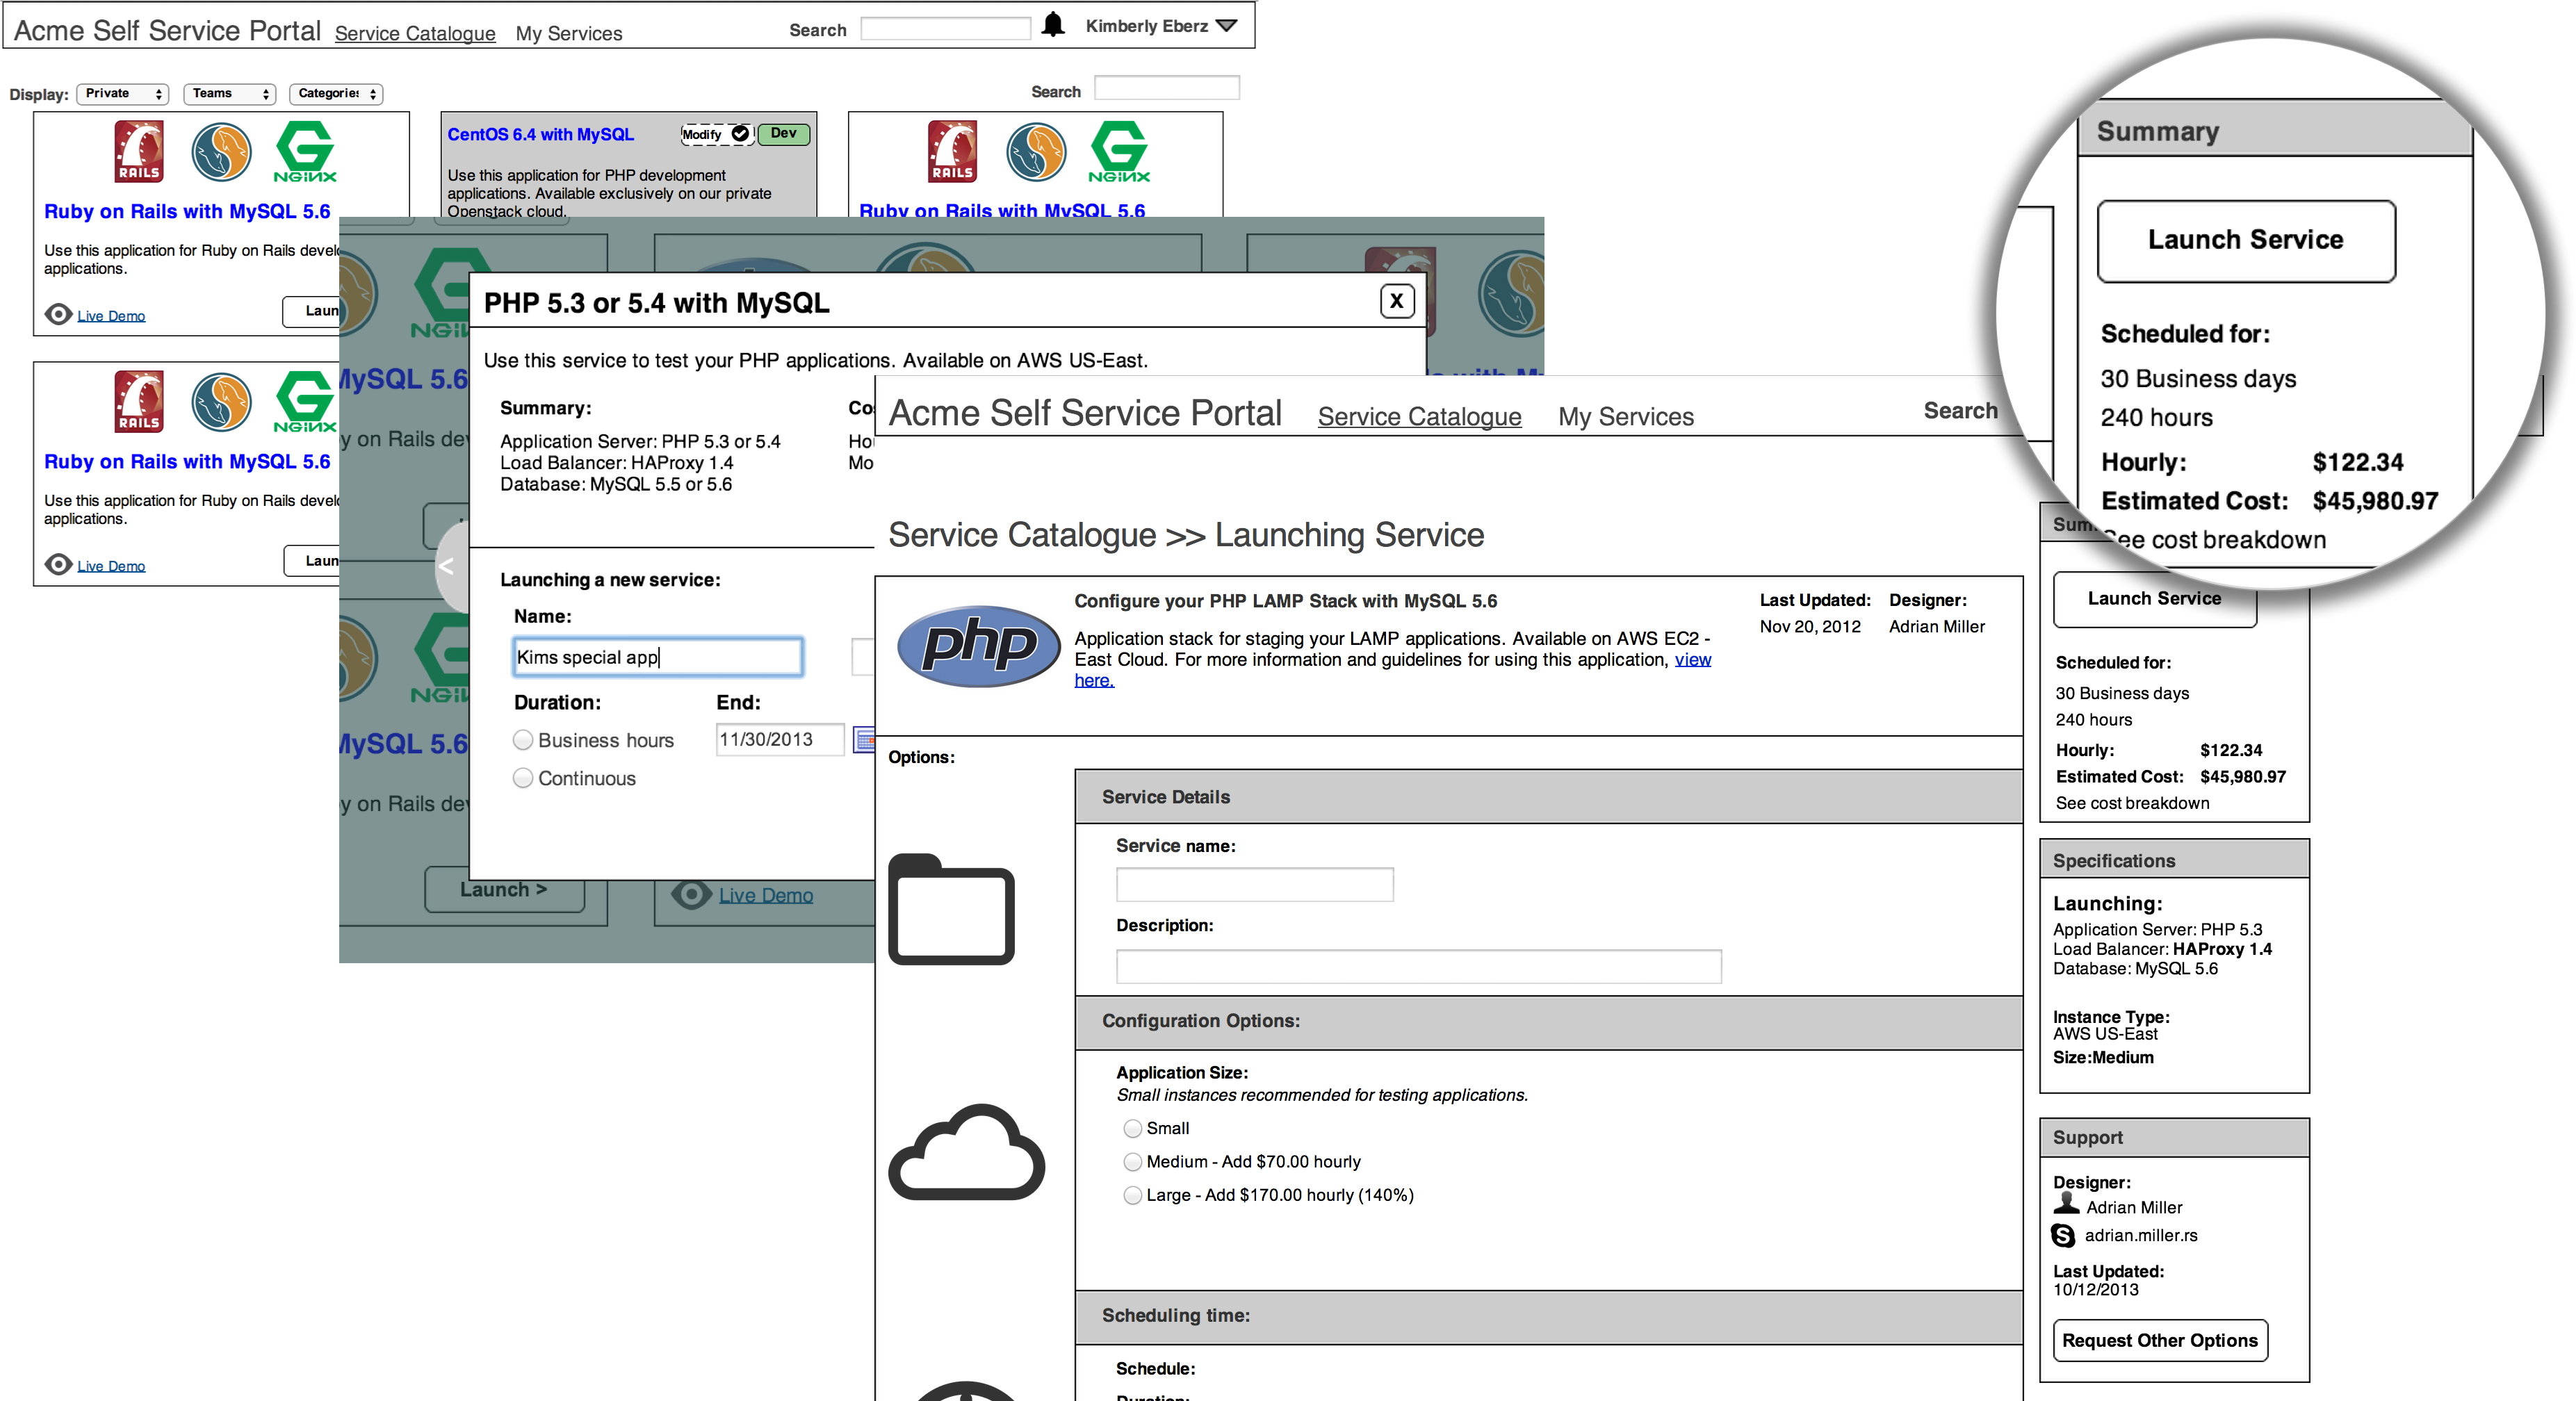 Acme Self Service Portal Service Catalogue My Services Search Kimberly Eberz
Display: Private Teams Categories Search
RAILS NGiNX
Ruby on Rails with MySQL 5.6
Use this application for Ruby on Rails devel
applications.
Live Demo Laun
CentOS 6.4 with MySQL Modify Dev
Use this application for PHP development
applications. Available exclusively on our private
Openstack cloud.
RAILS NGiNX
Ruby on Rails with MySQL 5.6
RAILS NGiNX
Ruby on Rails with MySQL 5.6
Use this application for Ruby on Rails devel
applications.
Live Demo Laun
NGiN
MySQL 5.6
y on Rails dev
<
NGiN
MySQL 5.6
y on Rails dev
Launch >
Live Demo
PHP 5.3 or 5.4 with MySQL X
Use this service to test your PHP applications. Available on AWS US-East.
Summary:
Application Server: PHP 5.3 or 5.4
Load Balancer: HAProxy 1.4
Database: MySQL 5.5 or 5.6
Cos
Hou
Mo
Launching a new service:
Name:
Kims special app
Duration: End:
Business hours 11/30/2013
Continuous
Acme Self Service Portal Service Catalogue My Services Search
Service Catalogue >> Launching Service
php
Configure your PHP LAMP Stack with MySQL 5.6
Application stack for staging your LAMP applications. Available on AWS EC2 -
East Cloud. For more information and guidelines for using this application, view
here.
Last Updated: Designer:
Nov 20, 2012 Adrian Miller
Options:
Service Details
Service name:
Description:
Configuration Options:
Application Size:
Small instances recommended for testing applications.
Small
Medium - Add $70.00 hourly
Large - Add $170.00 hourly (140%)
Scheduling time:
Schedule:
Duration:
Summary
Launch Service
Scheduled for:
30 Business days
240 hours
Hourly: $122.34
Estimated Cost: $45,980.97
See cost breakdown
Sum
Launch Service
Scheduled for:
30 Business days
240 hours
Hourly: $122.34
Estimated Cost: $45,980.97
See cost breakdown
Specifications
Launching:
Application Server: PHP 5.3
Load Balancer: HAProxy 1.4
Database: MySQL 5.6
Instance Type:
AWS US-East
Size:Medium
Support
Designer:
Adrian Miller
adrian.miller.rs
Last Updated:
10/12/2013
Request Other Options